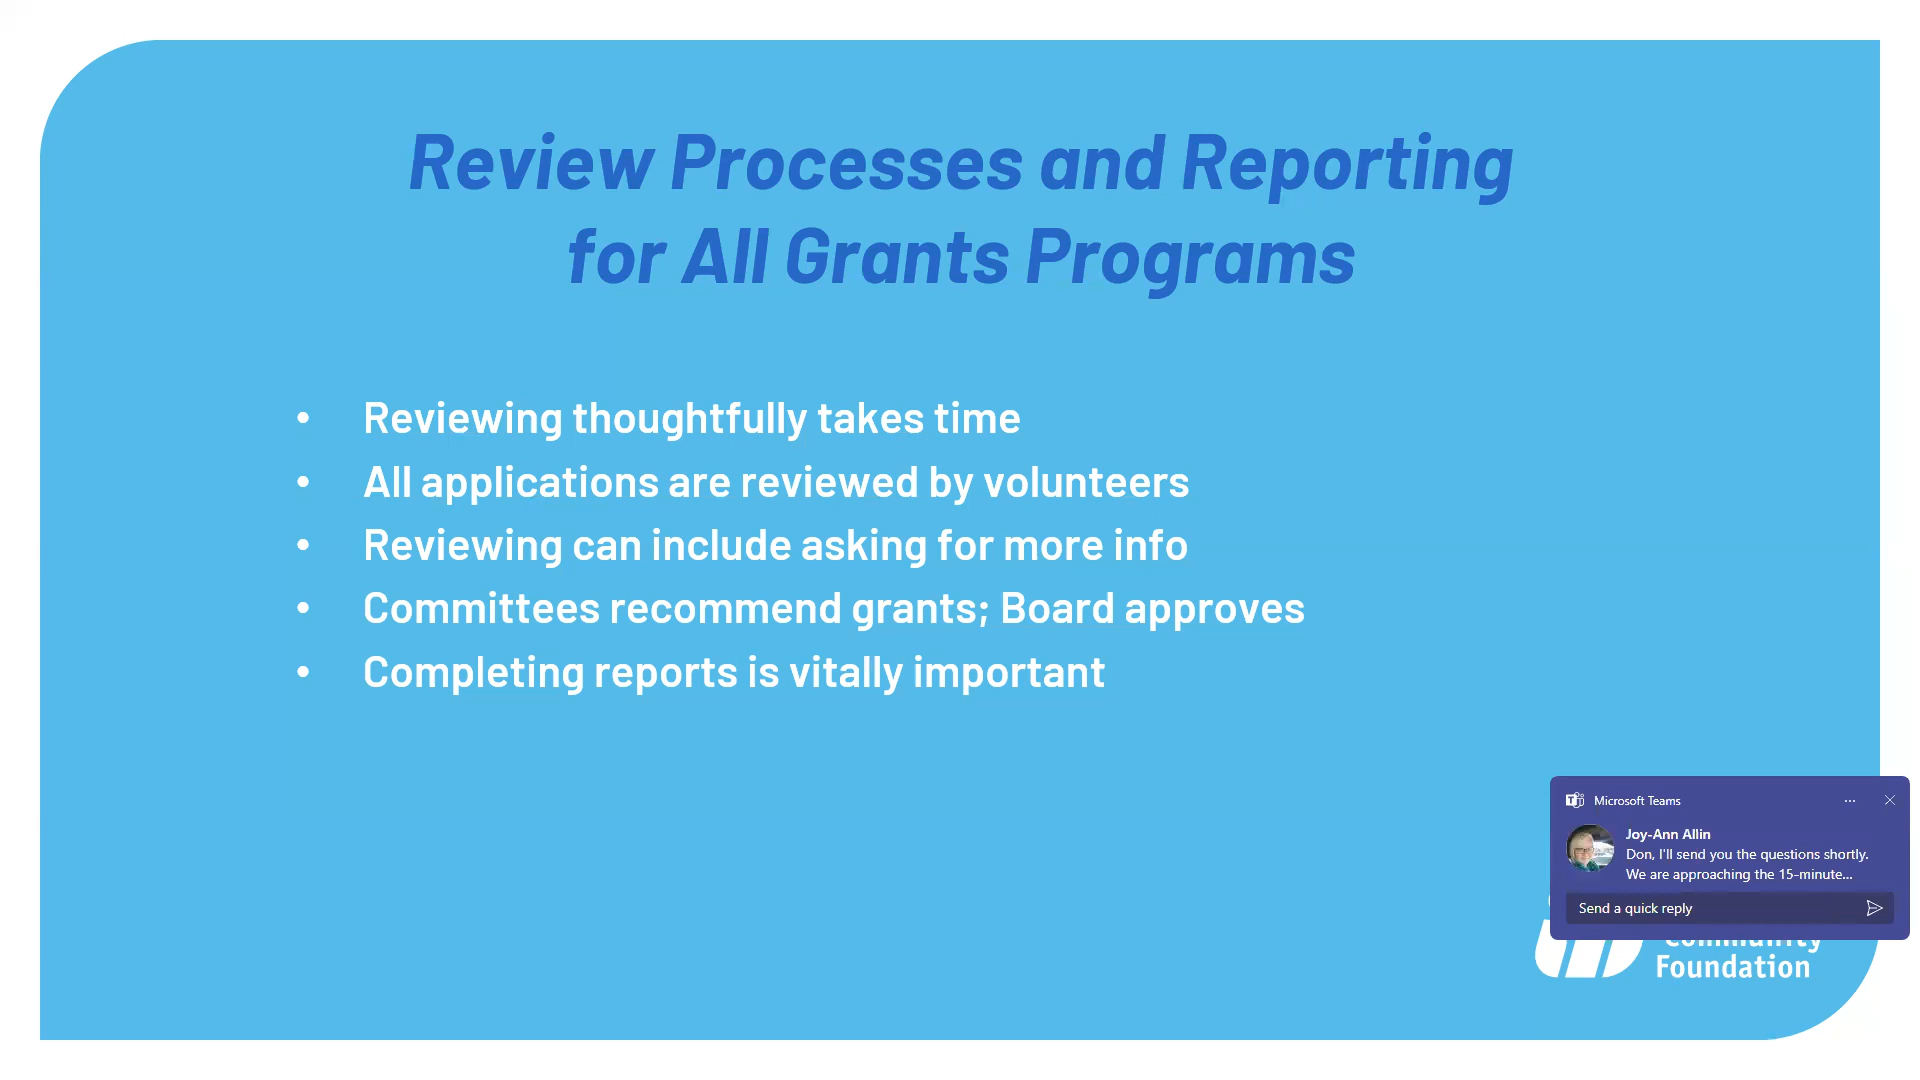 Review Processes and Reporting
for All Grants Programs
• Reviewing thoughtfully takes time
• All applications are reviewed by volunteers
• Reviewing can include asking for more info
• Committees recommend grants; Board approves
• Completing reports is vitally important
Microsoft Teams
Joy-Ann Allin
Don, I'll send you the questions shortly.
We are approaching the 15-minute...
Send a quick reply
Community
Foundation